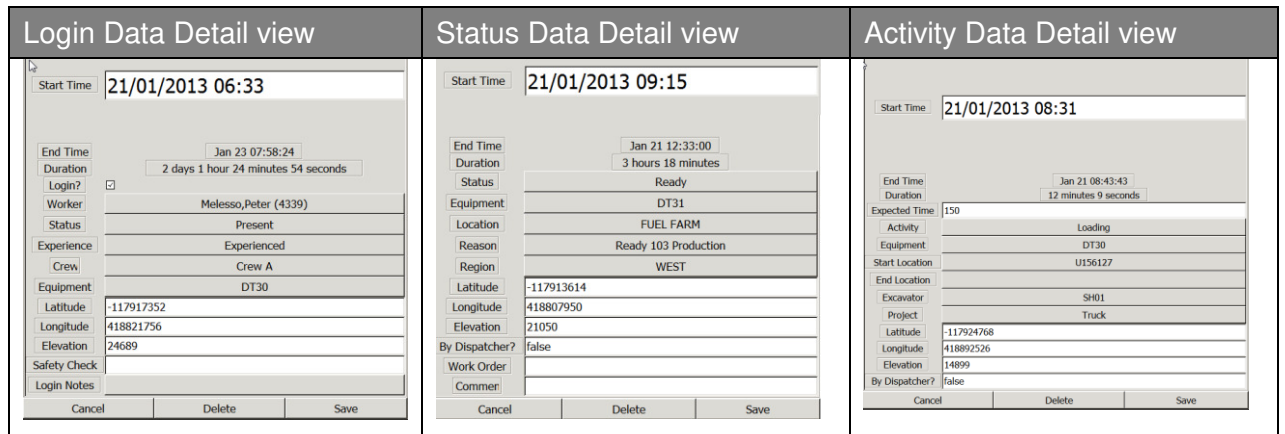 Login Data Detail view
Start Time 21/01/2013 06:33
End Time Jan 23 07:58:24
Duration 2 days 1 hour 24 minutes 54 seconds
Login?
Worker Melesso,Peter (4339)
Status Present
Experience Experienced
Crew Crew A
Equipment DT30
Latitude -117917352
Longitude 418821756
Elevation 24689
Safety Check
Login Notes
Cancel Delete Save
Status Data Detail view
Start Time 21/01/2013 09:15
End Time Jan 21 12:33:00
Duration 3 hours 18 minutes
Status Ready
Equipment DT31
Location FUEL FARM
Reason Ready 103 Production
Region WEST
Latitude -117913614
Longitude 418807950
Elevation 21050
By Dispatcher? false
Work Order
Commer
Cancel Delete Save
Activity Data Detail view
Start Time 21/01/2013 08:31
End Time Jan 21 08:43:43
Duration 12 minutes 9 seconds
Expected Time 150
Activity Loading
Equipment DT30
Start Location U156127
End Location
Excavator SH01
Project Truck
Latitude -117924768
Longitude 418892526
Elevation 14899
By Dispatcher? false
Cancel Delete Save